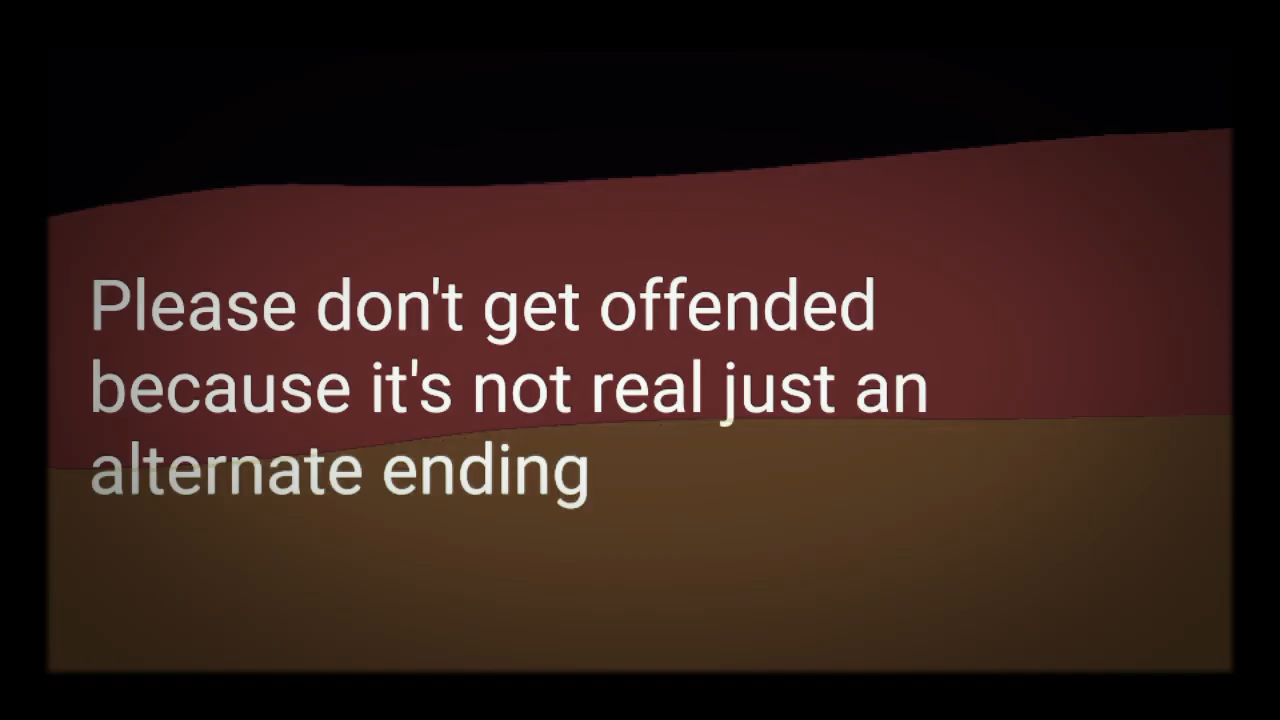 Please don't get offended
because it's not real just an
alternate ending